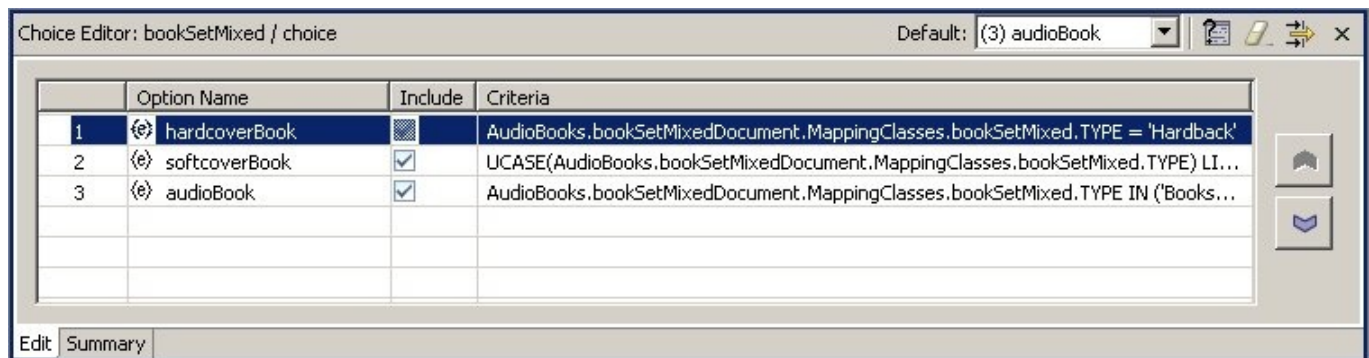 Choice Editor: bookSetMixed / choice Default: (3) audioBook
Option Name Include Criteria
1 hardcoverBook AudioBooks.bookSetMixedDocument.MappingClasses.bookSetMixed.TYPE = 'Hardback'
2 softcoverBook UCASE(AudioBooks.bookSetMixedDocument.MappingClasses.bookSetMixed.TYPE) LI...
3 audioBook AudioBooks.bookSetMixedDocument.MappingClasses.bookSetMixed.TYPE IN ('Books...
Edit Summary